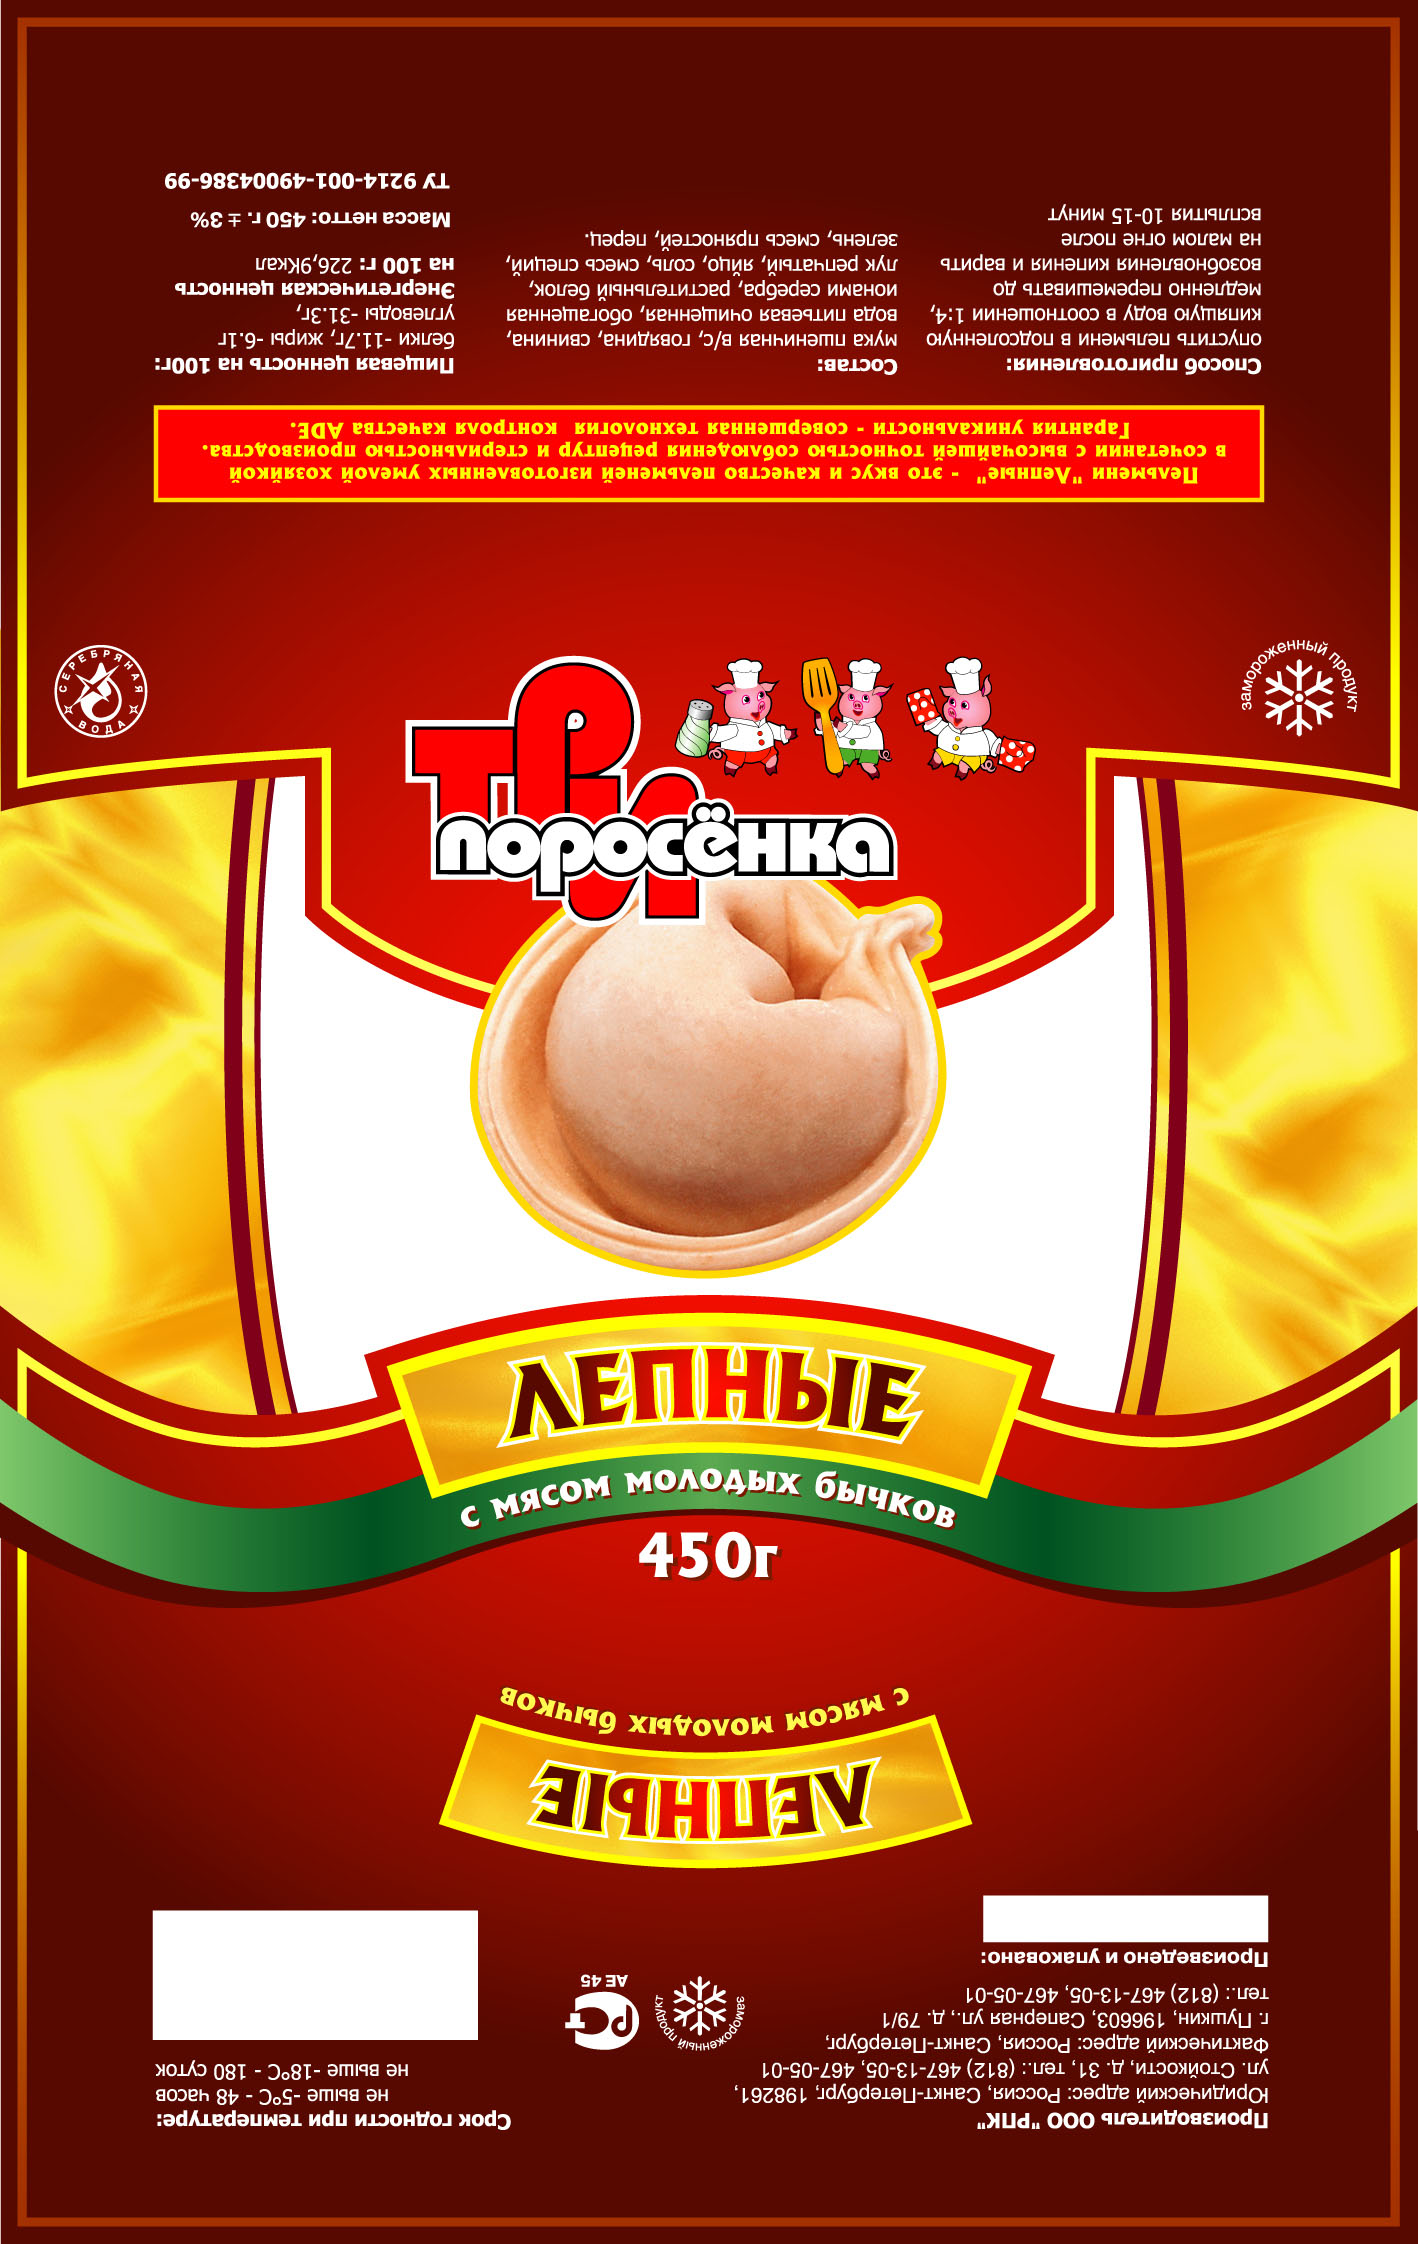 Способ приготовления:
опустить пельмени в подсоленную
кипящую воду в соотношении 1:4,
медленно перемешивать до
возобновления кипения и варить
на малом огне после
всплытия 10-15 минут
Состав:
мука пшеничная в/с, говядина, свинина,
вода питьевая очищенная, обогащенная
ионами серебра, растительный белок,
лук репчатый, яйцо, соль, смесь специй,
зелень, смесь пряностей, перец.
Пищевая ценность на 100г:
белки -11.7г, жиры -6.1г
углеводы -31.3г,
Энергетическая ценность
на 100 г: 226,9Ккал
Масса нетто: 450 г. ± 3%
ТУ 9214-001-49004386-99
Пельмени "Лепные" - это вкус и качество пельменей изготовленных умелой хозяйкой
в сочетании с высочайшей точностью соблюдения рецептур и стерильностью производства.
Гарантия уникальности - совершенная технология контроля качества ADE.
СЕРЕБРЯНАЯ
ВОДА
замороженный продукт
ТРИ
ПОРОСЁНКА
ЛЕПНЫЕ
с мясом молодых бычков
450г
ЛЕПНЫЕ
с мясом молодых бычков
Производитель ООО "РПК"
Юридический адрес: Россия, Санкт-Петербург, 198261,
ул. Стойкости, д. 31, тел.: (812) 467-13-05, 467-05-01
Фактический адрес: Россия, Санкт-Петербург,
г. Пушкин, 196603, Саперная ул., д. 79/1
тел.: (812) 467-13-05, 467-05-01
Произведено и упаковано:
замороженный продукт
РСТ
АЕ 45
Срок годности при температуре:
не выше -5°С - 48 часов
не выше -18°С - 180 суток